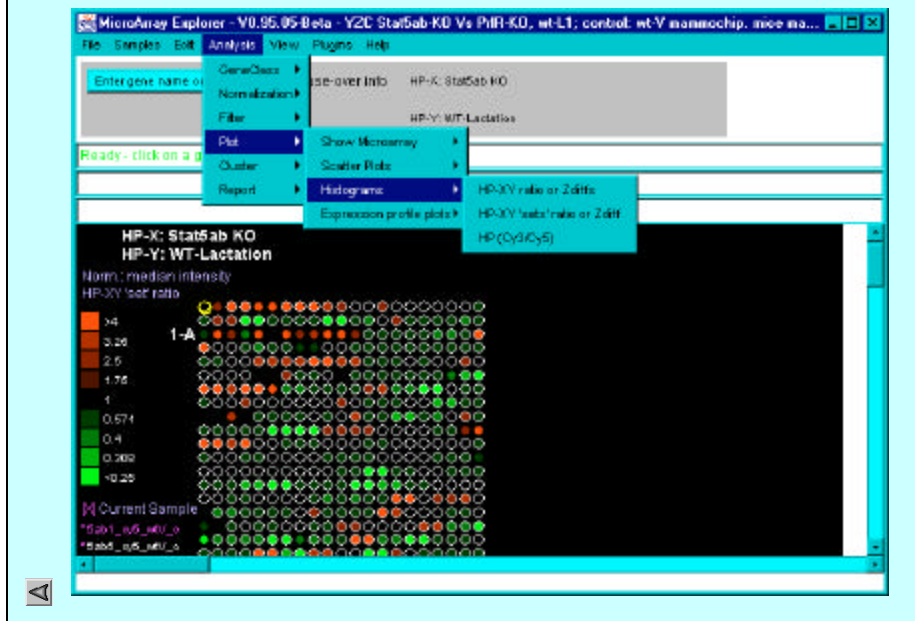 MicroArray Explorer - V0.95.05-Beta - Y2C Stat5ab-KO Vs PrlR-KO, wt-L1; control: wt-V mammochip. mice ma...
File Samples Edit Analysis View Plugins Help
Enter gene name o
use-over info
HP-X: Stat5ab KO
HP-Y: WT-Lactation
GeneClass
Normalization
Filter
Plot
Cluster
Report
Ready - click on a g
Show Microarray
Scatter Plots
Histograms
Expression profile plots
HP-XY ratio or Zdiffs
HP-XY 'sets' ratio or Zdiff
HP (Cy3/Cy5)
HP-X: Stat5ab KO
HP-Y: WT-Lactation
Norm.: median intensity
HP-XY 'set' ratio
>4
3.25
2.5
1.75
1
0.571
0.4
0.308
<0.25
1-A
[X] Current Sample